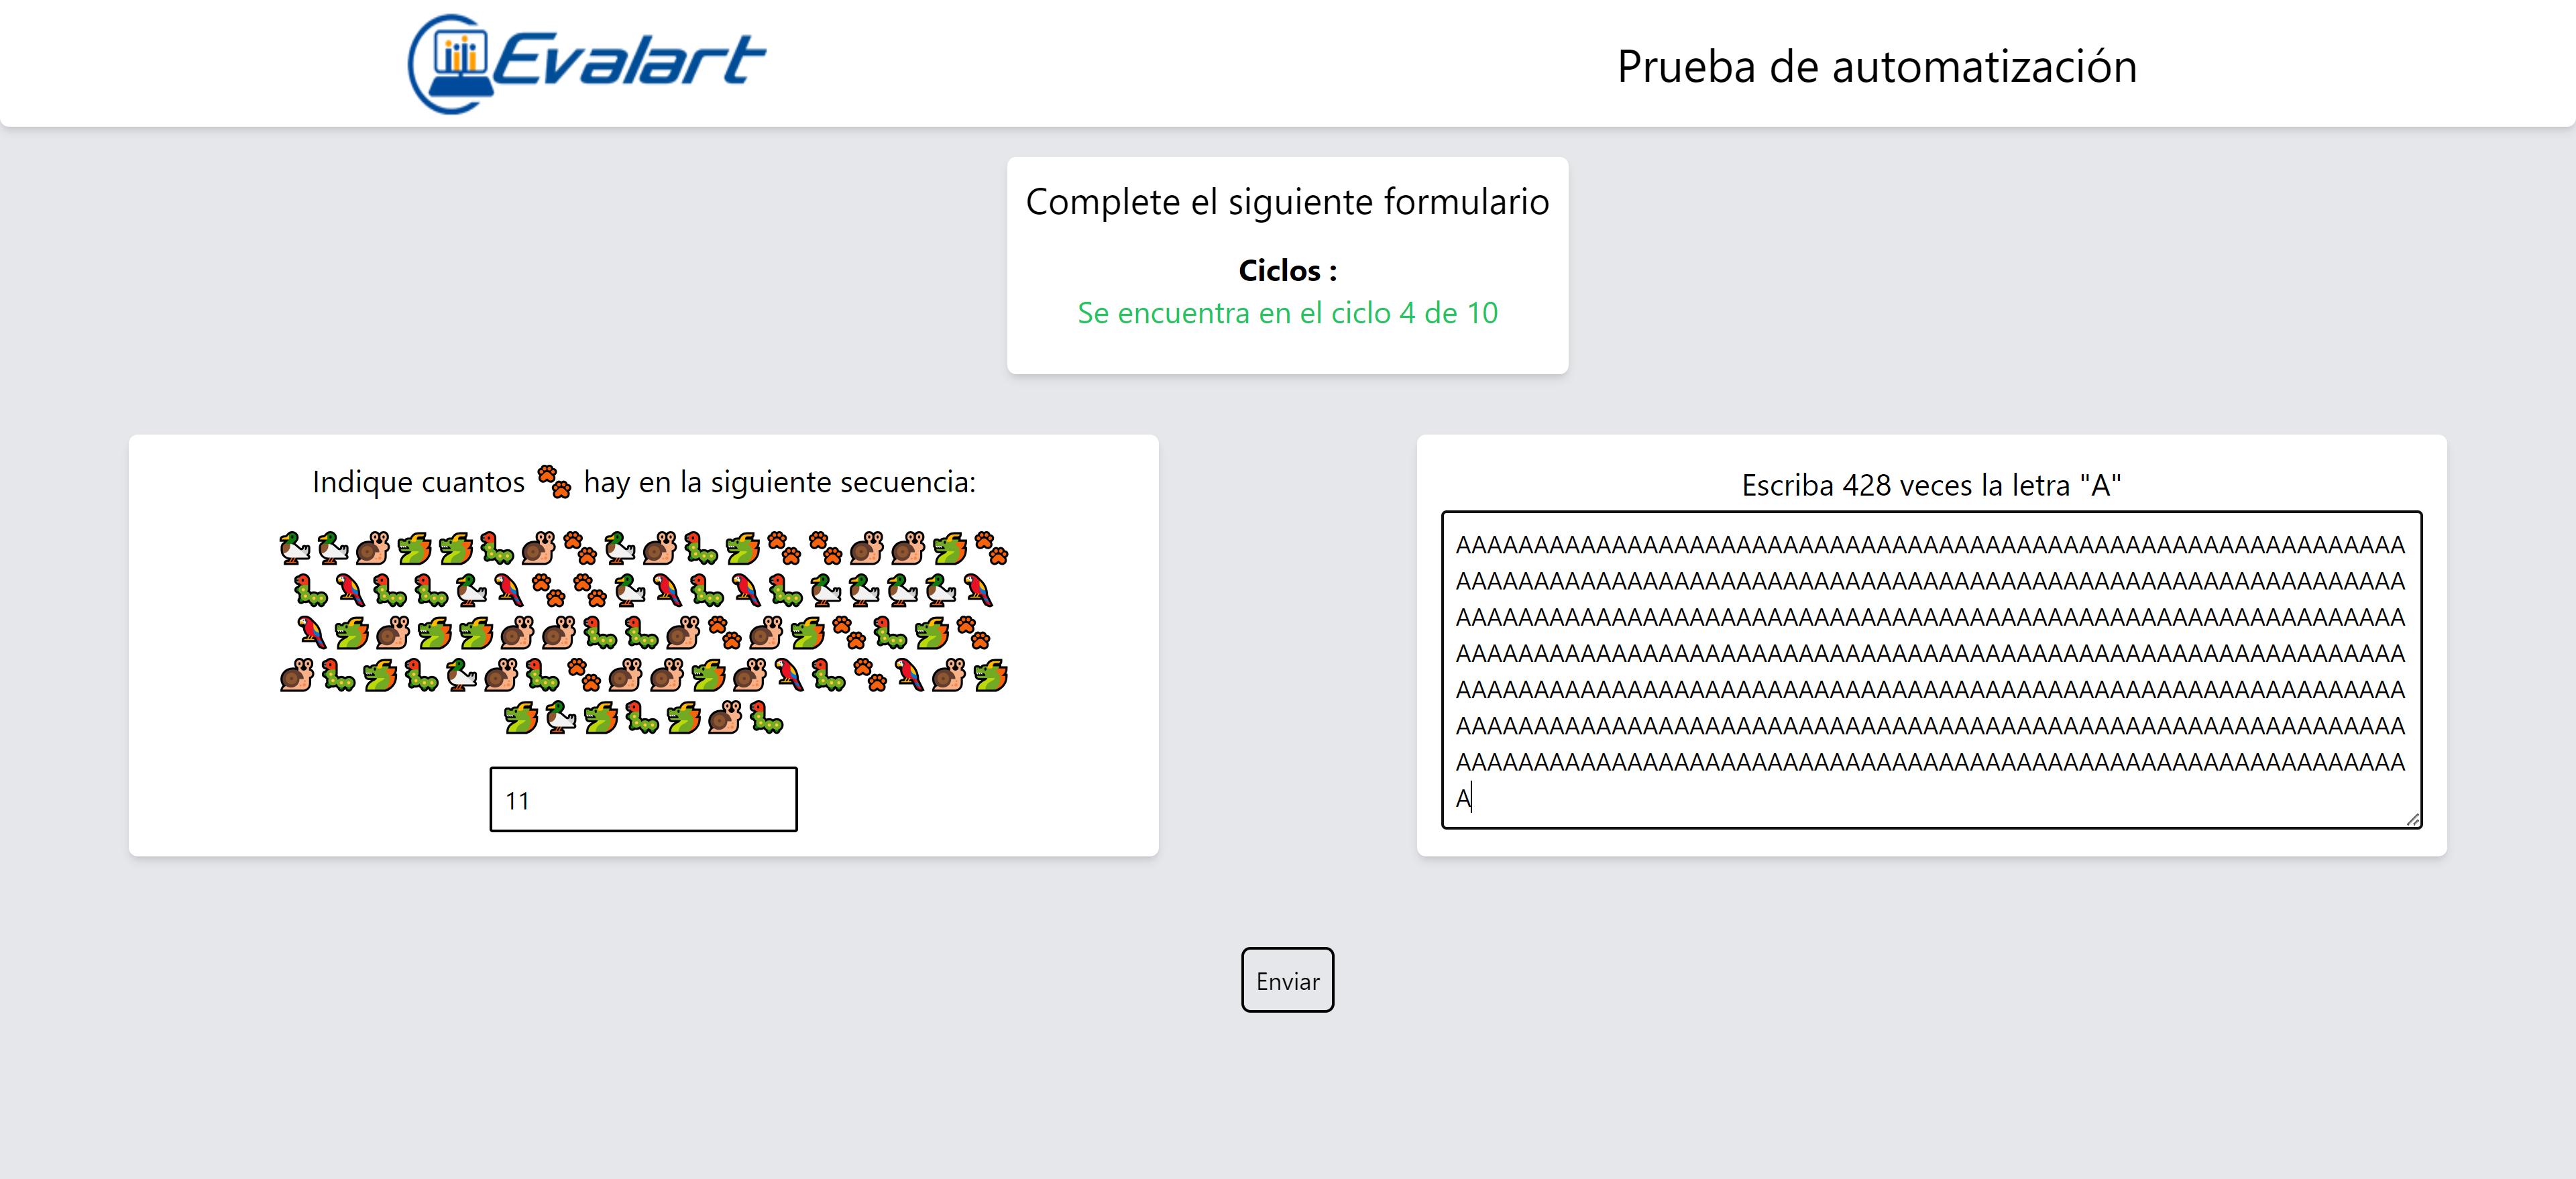 Evalart
Prueba de automatización
Complete el siguiente formulario
Ciclos :
Se encuentra en el ciclo 4 de 10
Indique cuantos 🐾 hay en la siguiente secuencia:
11
Escriba 428 veces la letra "A"
AAAAAAAAAAAAAAAAAAAAAAAAAAAAAAAAAAAAAAAAAAAAAAAAAAAAAAAAAAAAA
AAAAAAAAAAAAAAAAAAAAAAAAAAAAAAAAAAAAAAAAAAAAAAAAAAAAAAAAAAAAA
AAAAAAAAAAAAAAAAAAAAAAAAAAAAAAAAAAAAAAAAAAAAAAAAAAAAAAAAAAAAA
AAAAAAAAAAAAAAAAAAAAAAAAAAAAAAAAAAAAAAAAAAAAAAAAAAAAAAAAAAAAA
AAAAAAAAAAAAAAAAAAAAAAAAAAAAAAAAAAAAAAAAAAAAAAAAAAAAAAAAAAAAA
AAAAAAAAAAAAAAAAAAAAAAAAAAAAAAAAAAAAAAAAAAAAAAAAAAAAAAAAAAAAA
AAAAAAAAAAAAAAAAAAAAAAAAAAAAAAAAAAAAAAAAAAAAAAAAAAAAAAAAAAAAA
A
Enviar